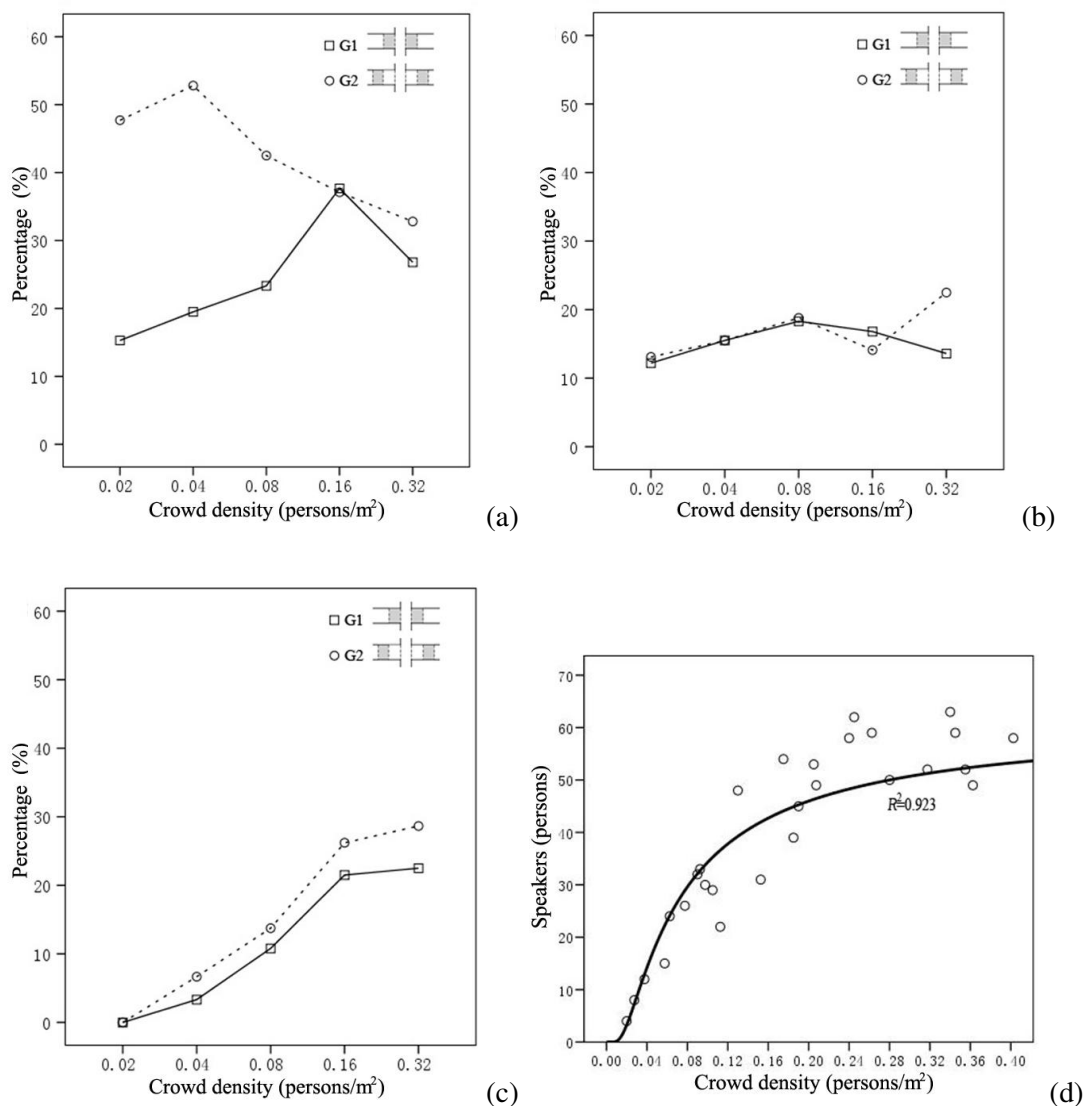 60
50
40
30
20
10
0
Percentage (%)
G1
G2
0.02 0.04 0.08 0.16 0.32
Crowd density (persons/m²)
(a)
60
50
40
30
20
10
0
Percentage (%)
G1
G2
0.02 0.04 0.08 0.16 0.32
Crowd density (persons/m²)
(b)
60
50
40
30
20
10
0
Percentage (%)
G1
G2
0.02 0.04 0.08 0.16 0.32
Crowd density (persons/m²)
(c)
70
60
50
40
30
20
10
0
Speakers (persons)
R²=0.923
0.00 0.04 0.08 0.12 0.16 0.20 0.24 0.28 0.32 0.36 0.40
Crowd density (persons/m²)
(d)